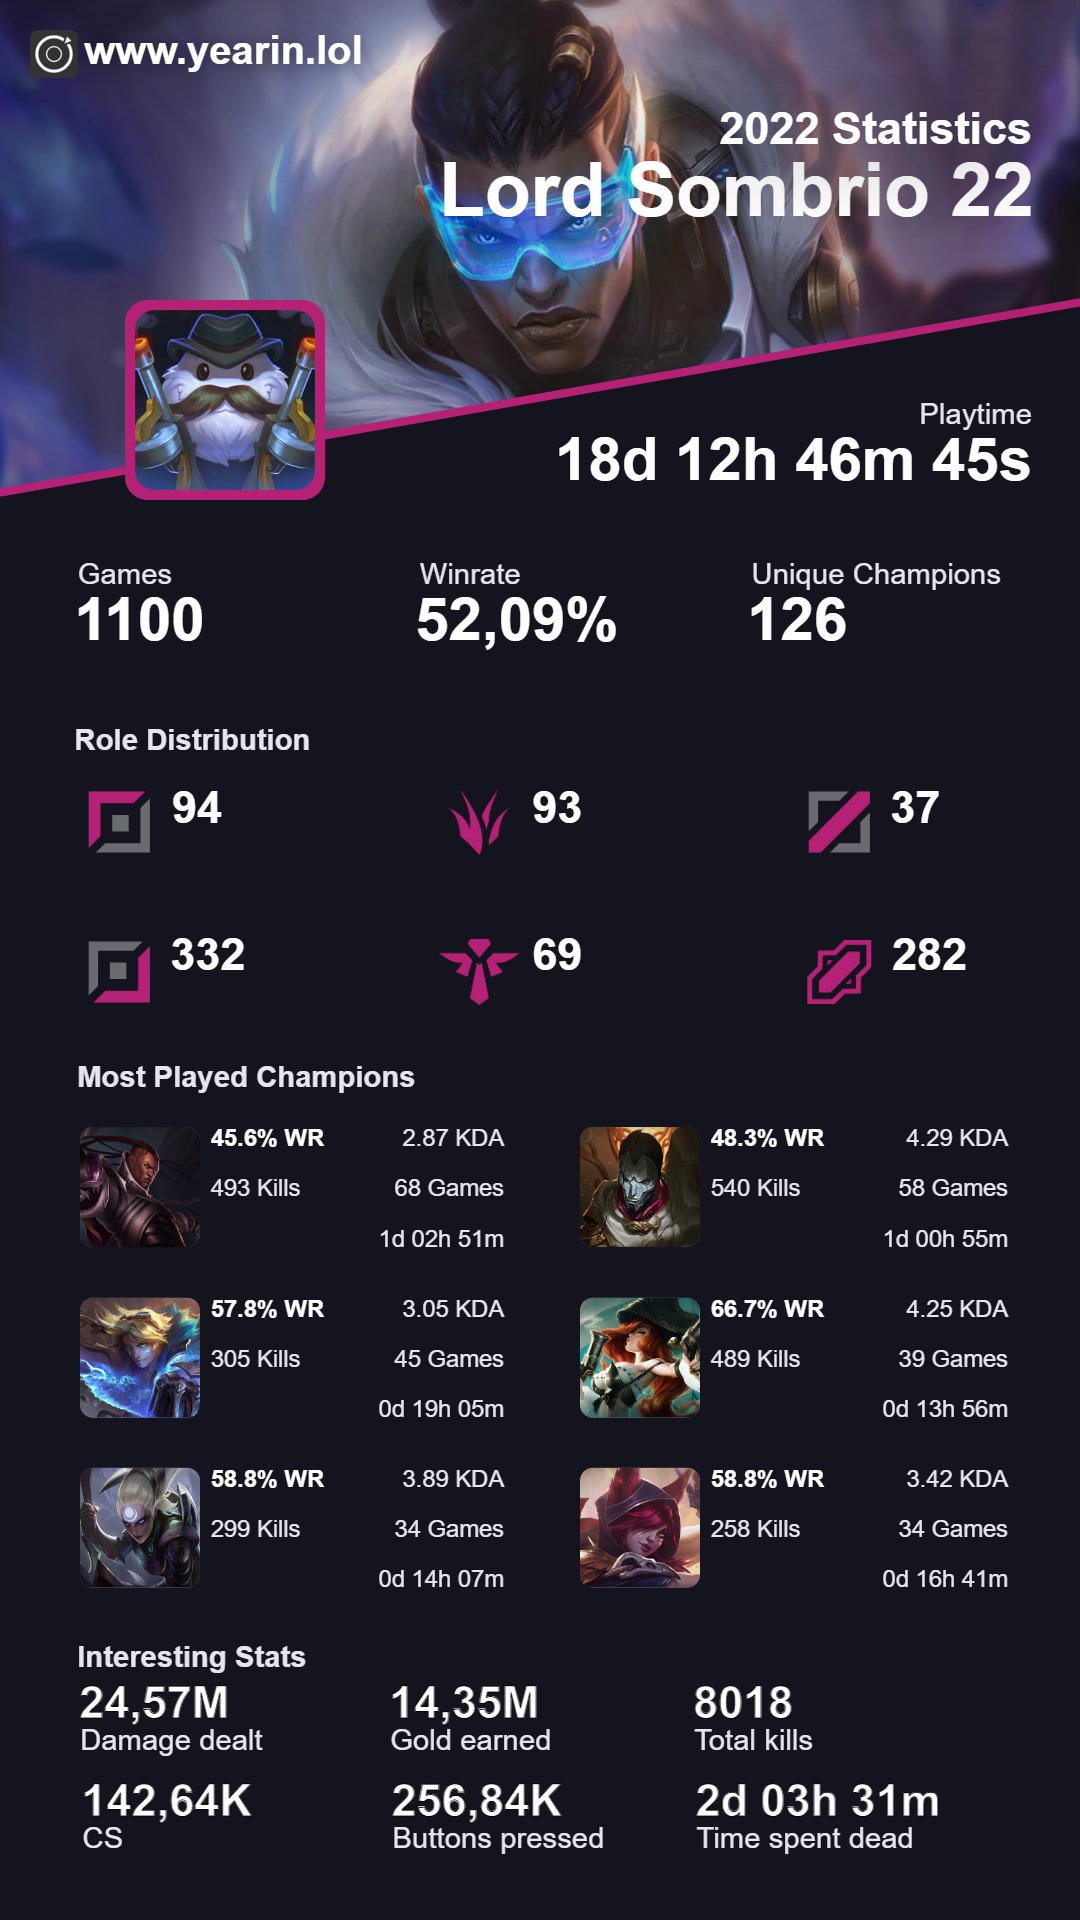 www.yearin.lol
2022 Statistics
Lord Sombrio 22
Playtime
18d 12h 46m 45s
Games Winrate Unique Champions
1100 52,09% 126
Role Distribution
94 93 37
332 69 282
Most Played Champions
45.6% WR 2.87 KDA 48.3% WR 4.29 KDA
493 Kills 68 Games 540 Kills 58 Games
1d 02h 51m 1d 00h 55m
57.8% WR 3.05 KDA 66.7% WR 4.25 KDA
305 Kills 45 Games 489 Kills 39 Games
0d 19h 05m 0d 13h 56m
58.8% WR 3.89 KDA 58.8% WR 3.42 KDA
299 Kills 34 Games 258 Kills 34 Games
0d 14h 07m 0d 16h 41m
Interesting Stats
24,57M 14,35M 8018
Damage dealt Gold earned Total kills
142,64K 256,84K 2d 03h 31m
CS Buttons pressed Time spent dead